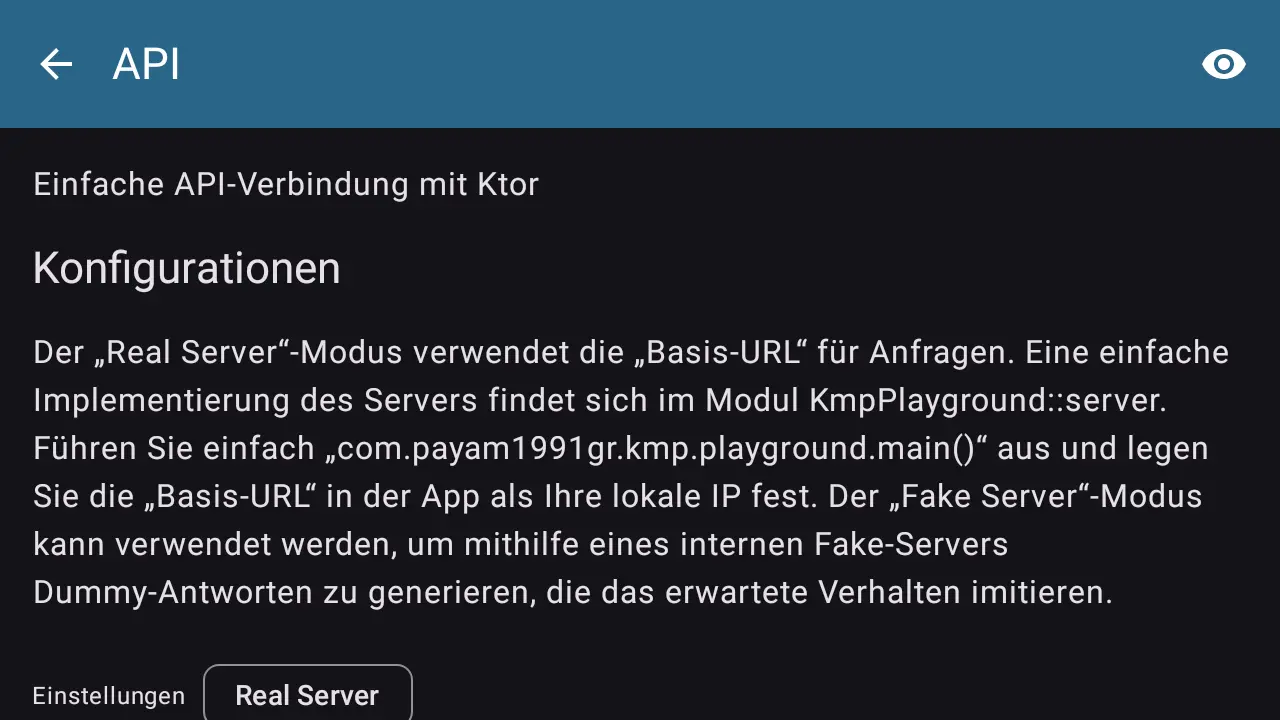 API
Einfache API-Verbindung mit Ktor
Konfigurationen
Der „Real Server“-Modus verwendet die „Basis-URL“ für Anfragen. Eine einfache
Implementierung des Servers findet sich im Modul KmpPlayground::server.
Führen Sie einfach „com.payam1991gr.kmp.playground.main()“ aus und legen
Sie die „Basis-URL“ in der App als Ihre lokale IP fest. Der „Fake Server“-Modus
kann verwendet werden, um mithilfe eines internen Fake-Servers
Dummy-Antworten zu generieren, die das erwartete Verhalten imitieren.
Einstellungen Real Server